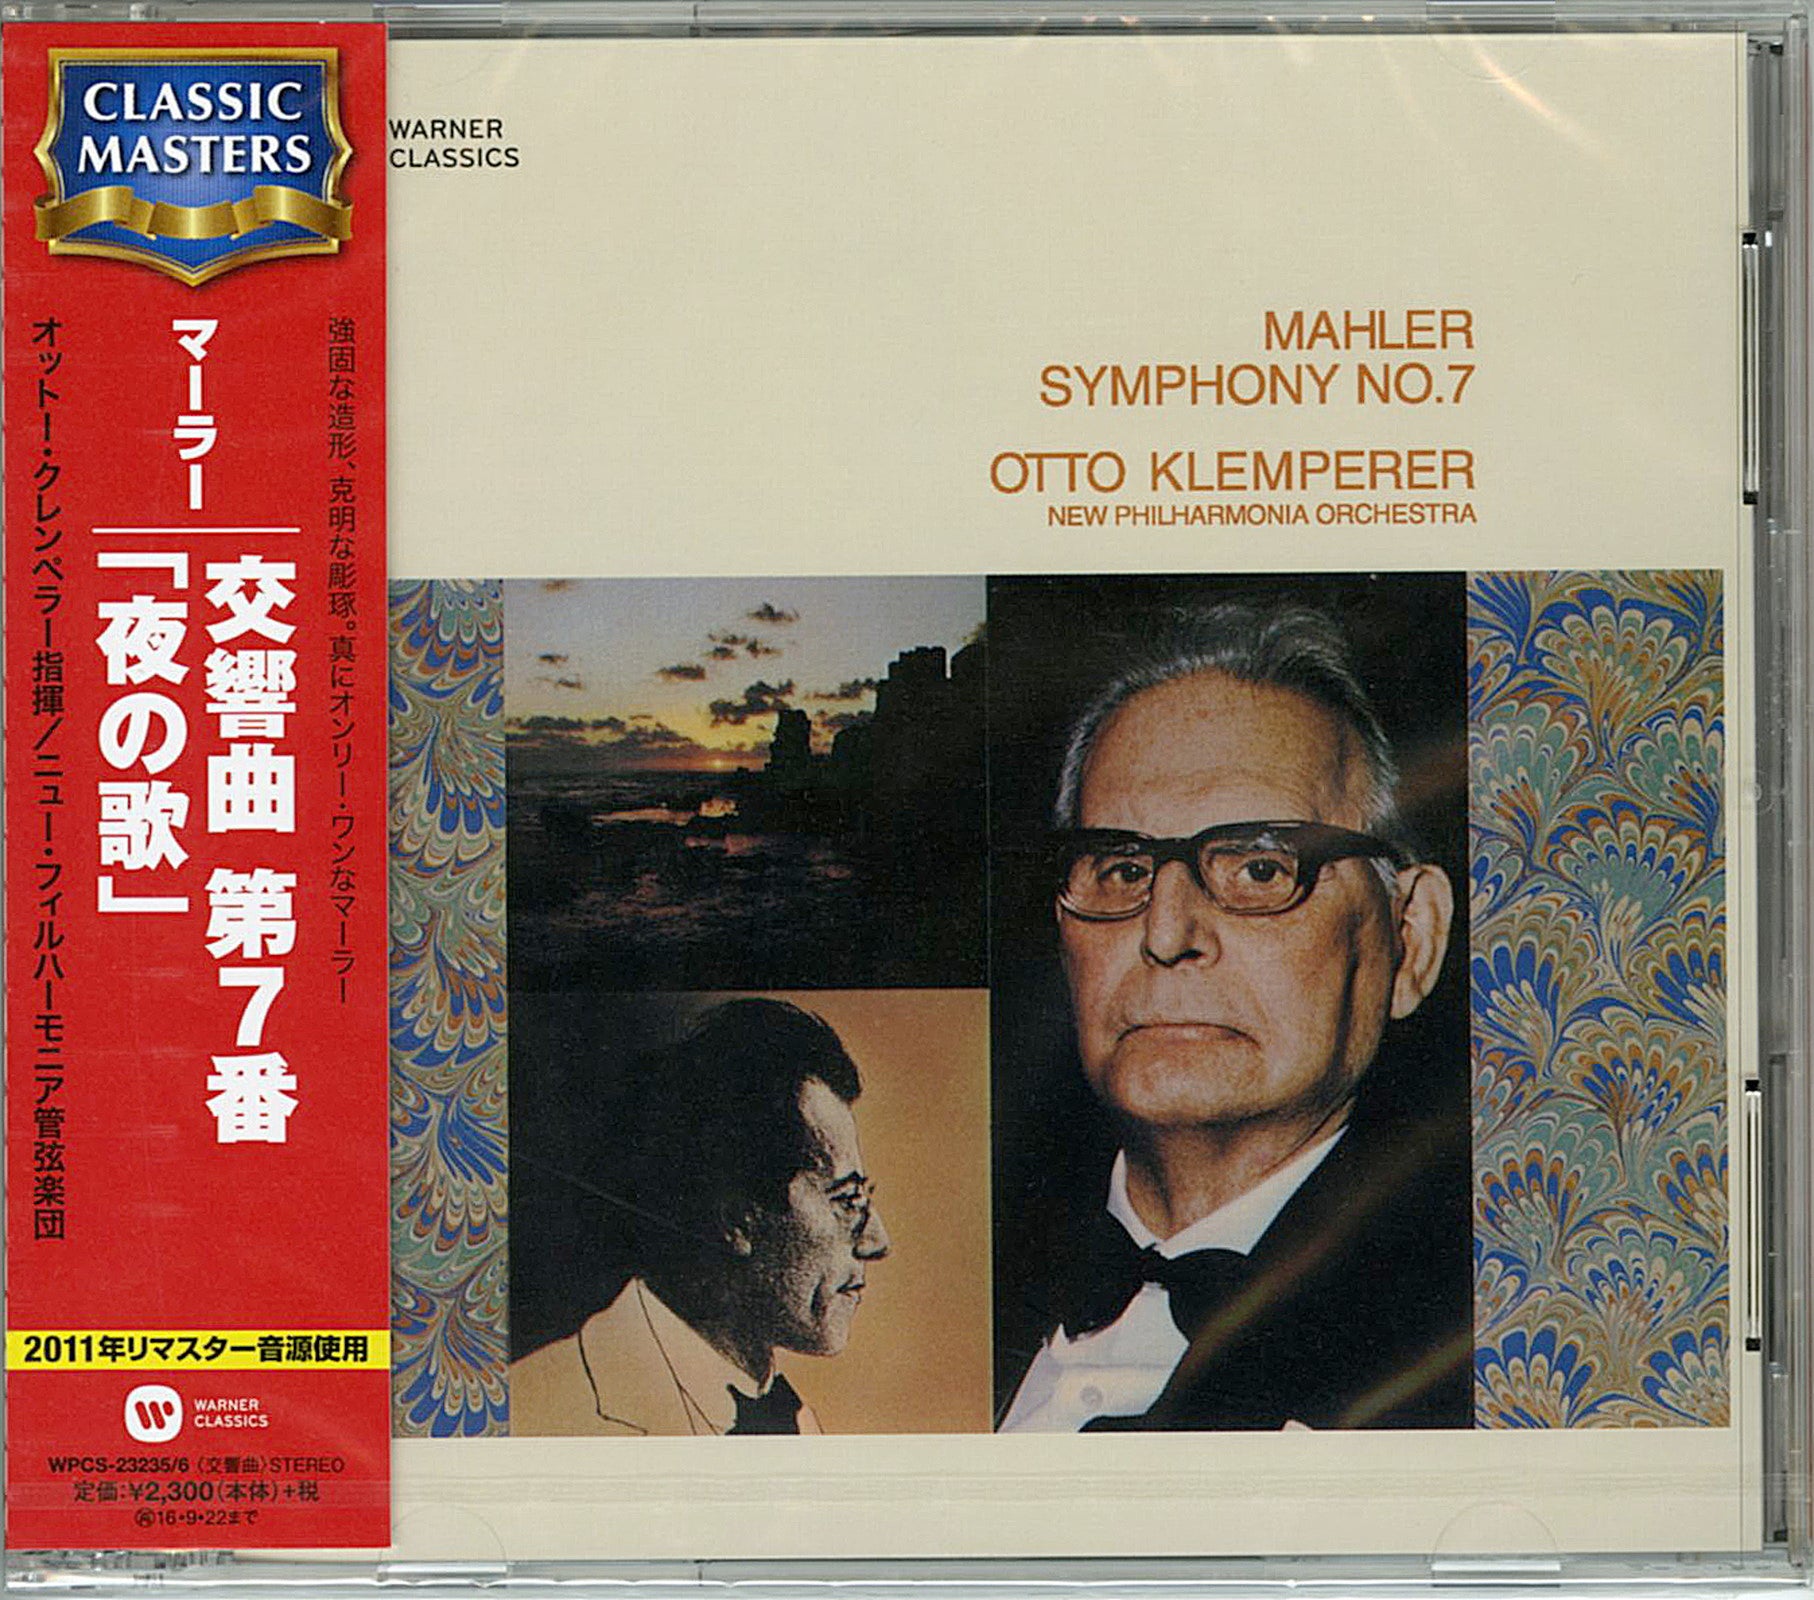 CLASSIC
MASTERS
強固な造形、克明な彫琢。真にオンリー・ワンなマーラー
マーラー
交響曲 第7番
「夜の歌」
オットー・クレンペラー指揮/ニュー・フィルハーモニア管弦楽団
2011年リマスター音源使用
WARNER
CLASSICS
WPCS-23235/6 〈交響曲〉STEREO
定価:¥2,300(本体)+税
㋐16・9・22まで
WARNER
CLASSICS
MAHLER
SYMPHONY NO.7
OTTO KLEMPERER
NEW PHILHARMONIA ORCHESTRA